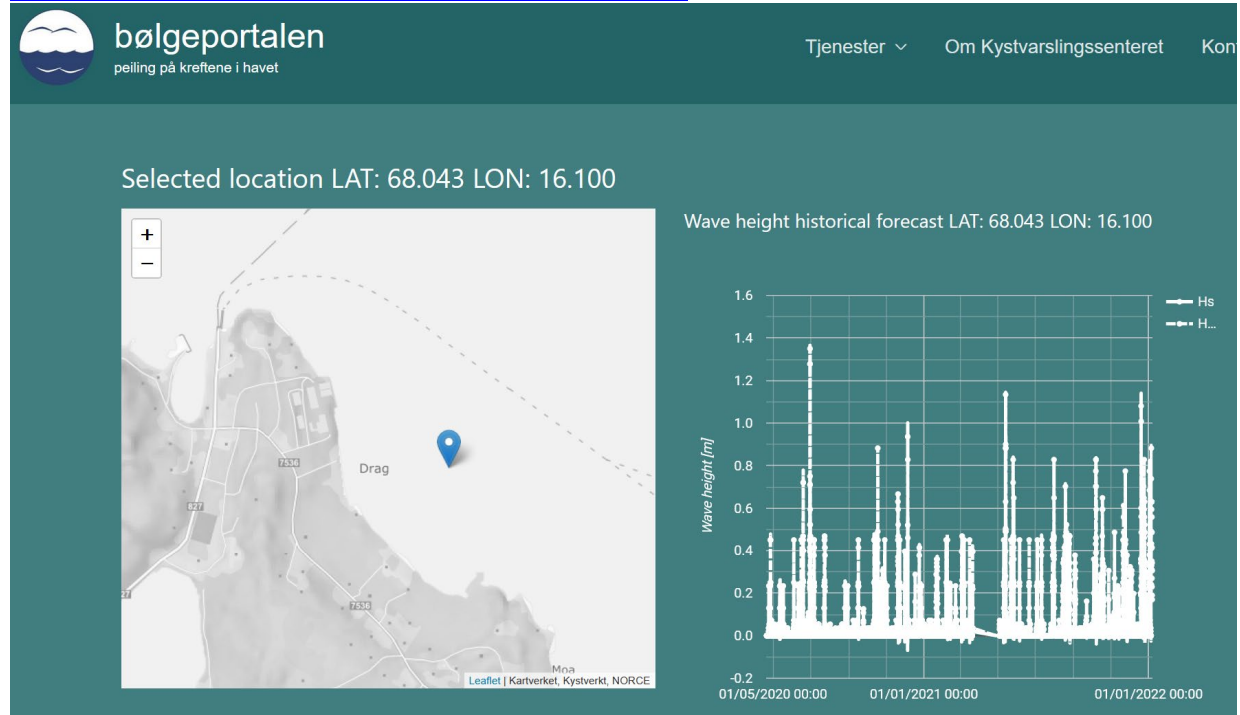 bølgeportalen
peiling på kreftene i havet
Tjenester
Om Kystvarslingssenteret
Kon
Selected location LAT: 68.043 LON: 16.100
+
−
Drag
7536
827
7536
27
Moa
Leaflet | Kartverket, Kystverkt, NORCE
Wave height historical forecast LAT: 68.043 LON: 16.100
Wave height [m]
1.6
1.4
1.2
1.0
0.8
0.6
0.4
0.2
0.0
-0.2
01/05/2020 00:00
01/01/2021 00:00
01/01/2022 00:00
Hs
H...